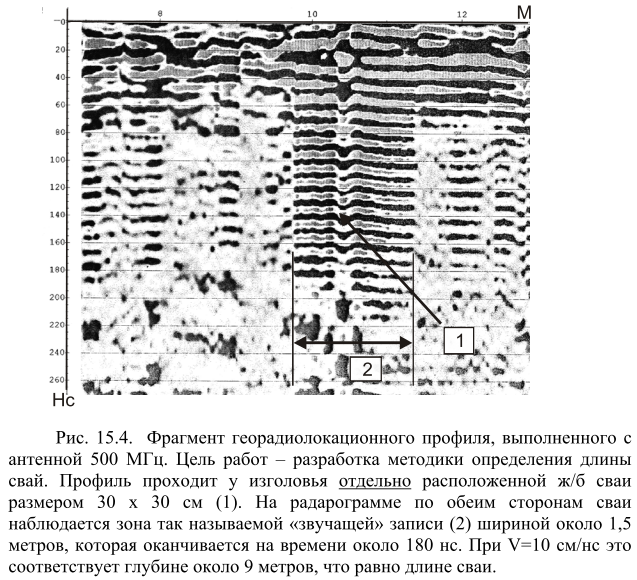 8 10 12 М
0
20
40
60
80
100
120
140
160
180
200
220
240
260
Нс
1
2
Рис. 15.4. Фрагмент георадиолокационного профиля, выполненного с
антенной 500 МГц. Цель работ – разработка методики определения длины
свай. Профиль проходит у изголовья отдельно расположенной ж/б сваи
размером 30 x 30 см (1). На радарограмме по обеим сторонам сваи
наблюдается зона так называемой «звучащей» записи (2) шириной около 1,5
метров, которая оканчивается на времени около 180 нс. При V=10 см/нс это
соответствует глубине около 9 метров, что равно длине сваи.